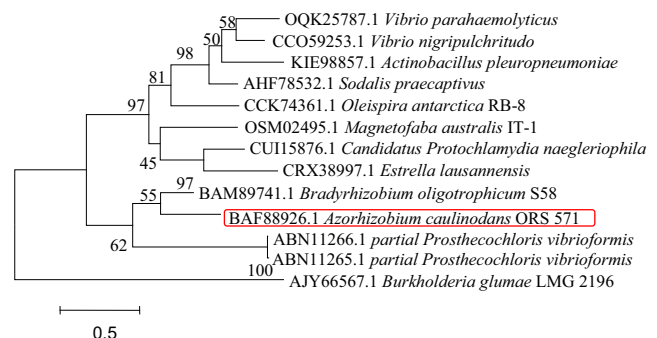 58
OQK25787.1 Vibrio parahaemolyticus
50
CCO59253.1 Vibrio nigripulchritudo
98
KIE98857.1 Actinobacillus pleuropneumoniae
81
AHF78532.1 Sodalis praecaptivus
97
CCK74361.1 Oleispira antarctica RB-8
OSM02495.1 Magnetofaba australis IT-1
45
CUI15876.1 Candidatus Protochlamydia naegleriophila
CRX38997.1 Estrella lausannensis
97
55
BAM89741.1 Bradyrhizobium oligotrophicum S58
BAF88926.1 Azorhizobium caulinodans ORS 571
62
ABN11266.1 partial Prosthecochloris vibrioformis
ABN11265.1 partial Prosthecochloris vibrioformis
100
AJY66567.1 Burkholderia glumae LMG 2196
0.5